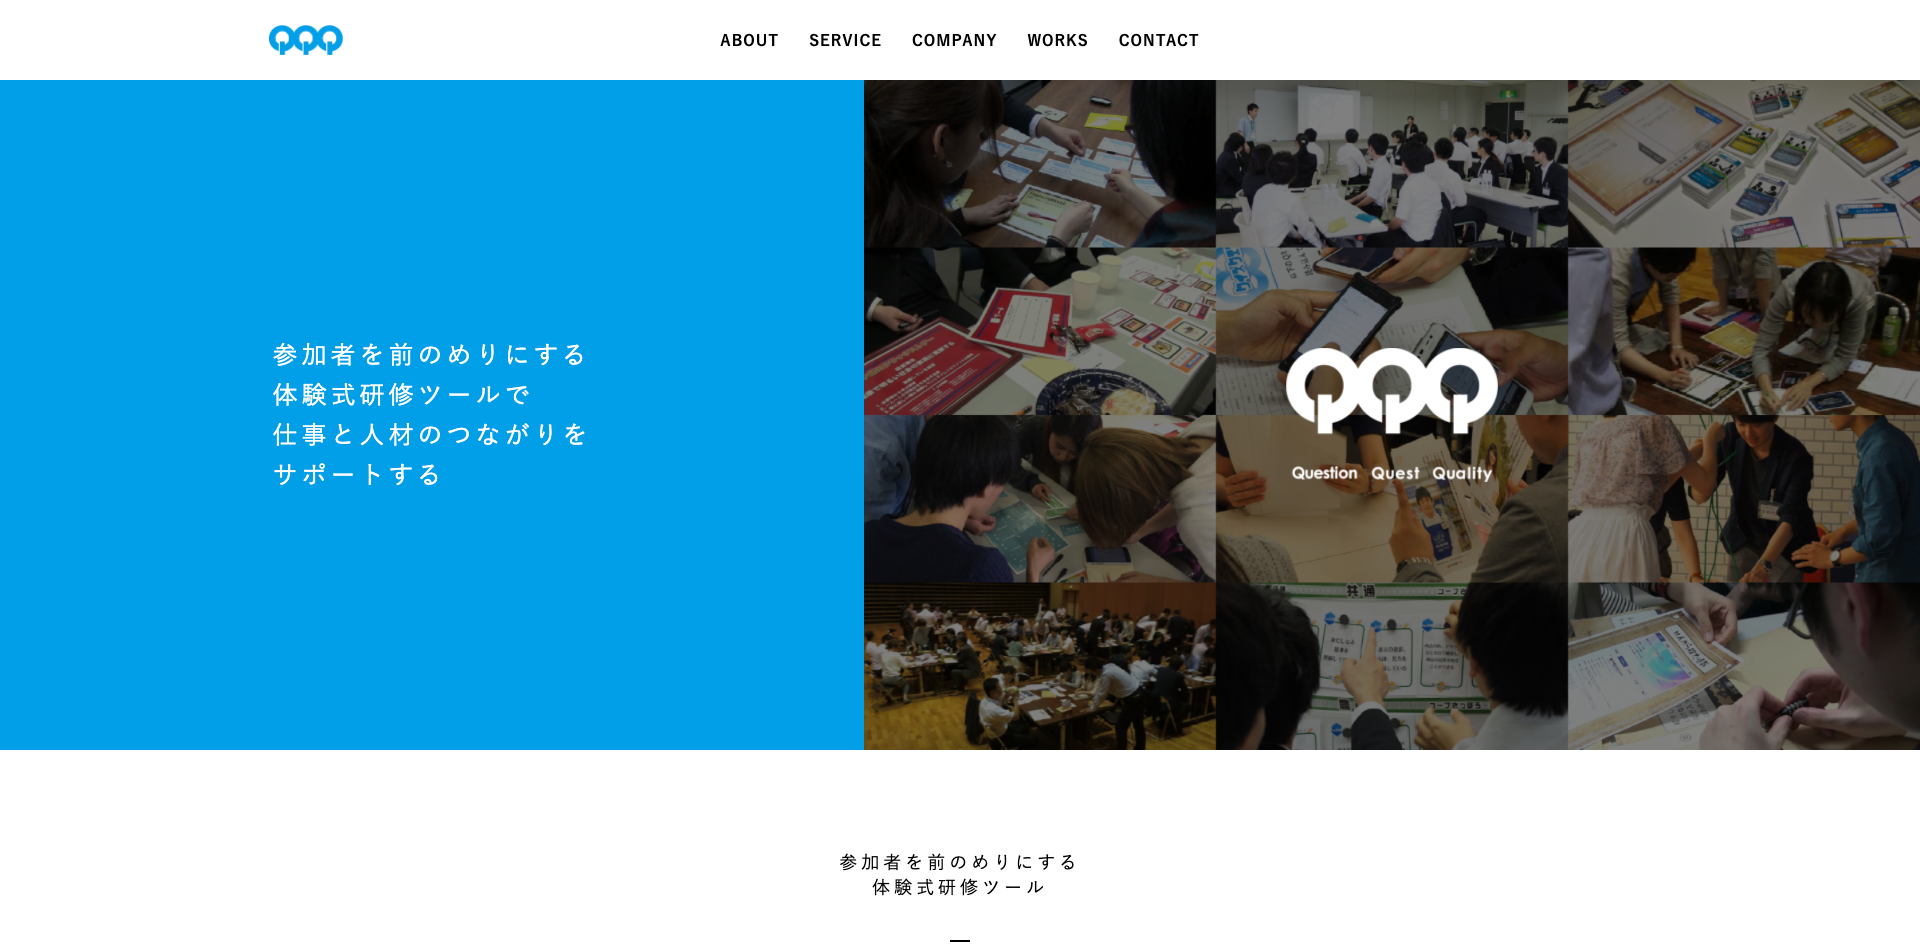 ABOUT SERVICE COMPANY WORKS CONTACT
参加者を前のめりにする
体験式研修ツールで
仕事と人材のつながりを
サポートする
共通
Question Quest Quality
参加者を前のめりにする
体験式研修ツール